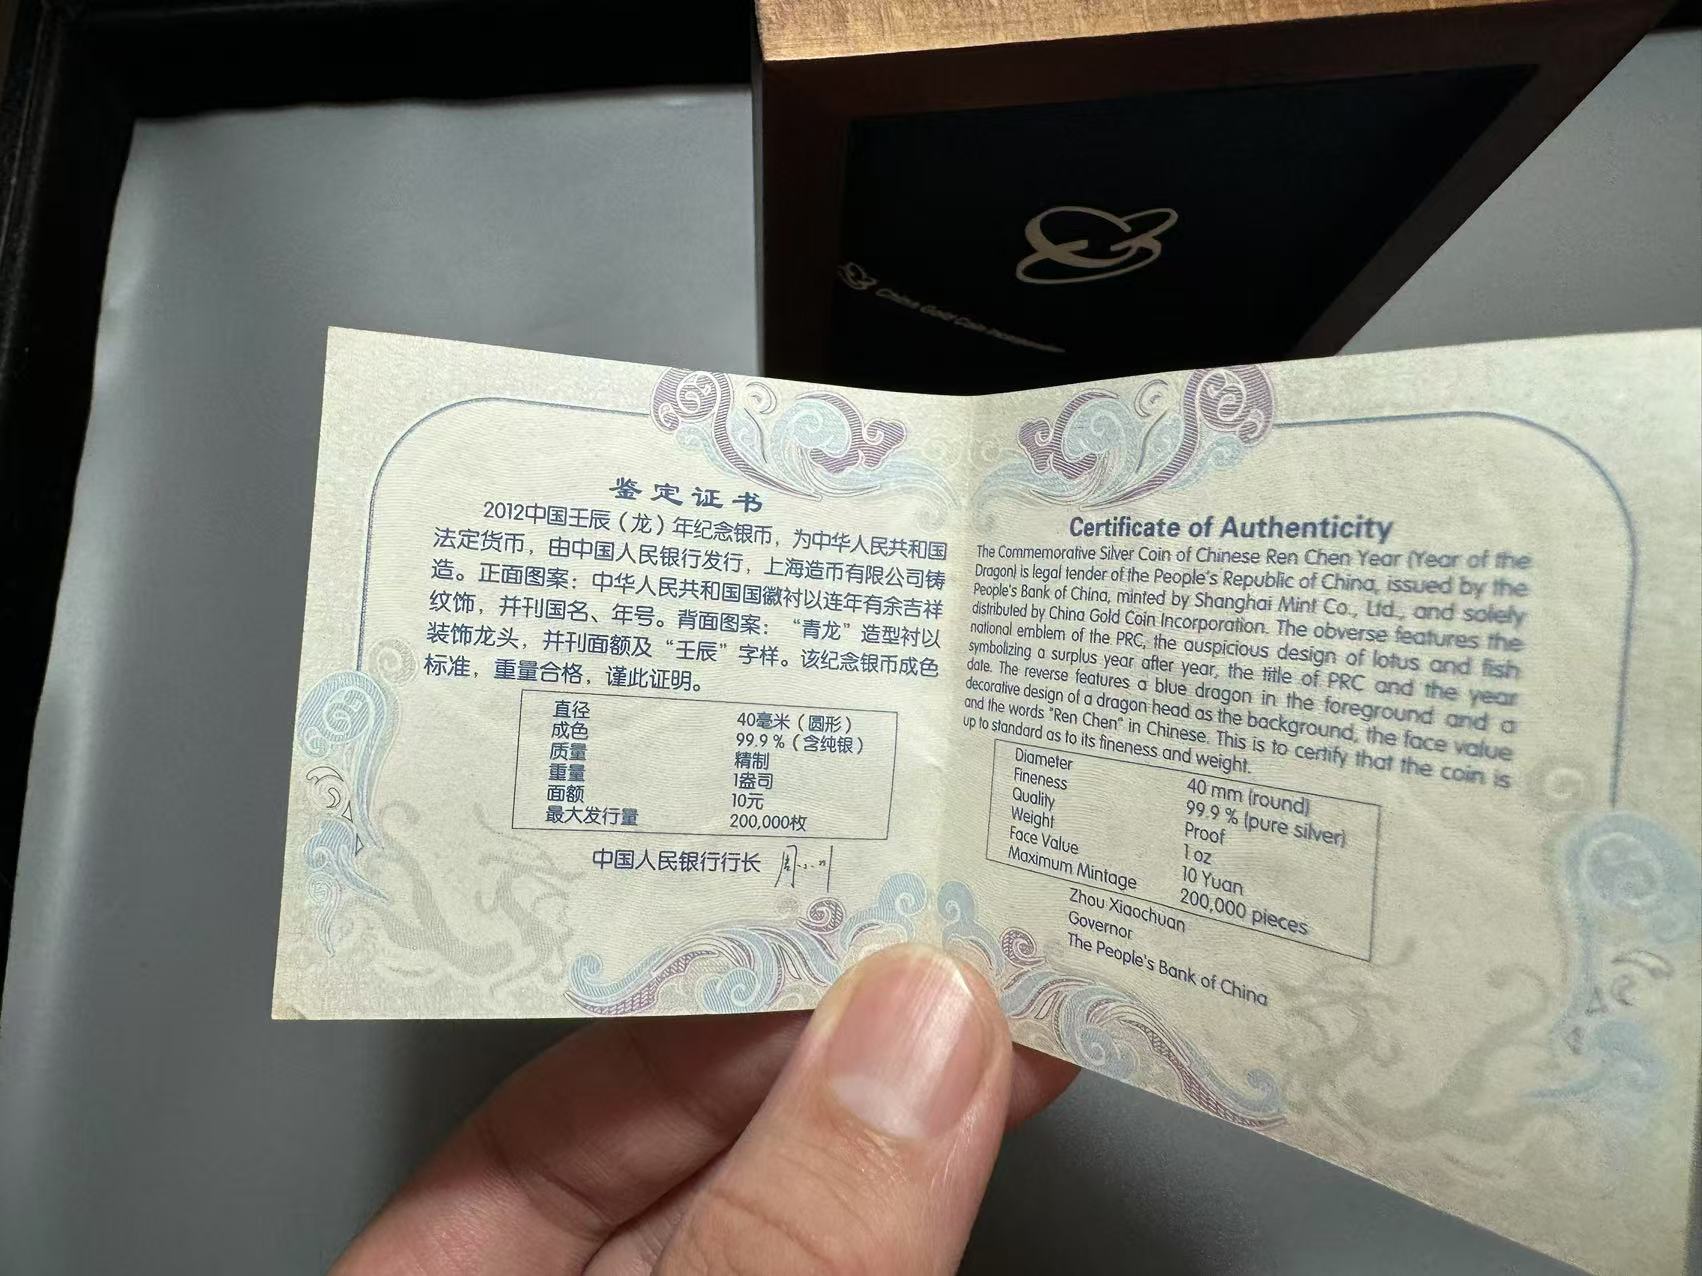 China Gold Coin Incorporation
鉴定证书
2012中国壬辰（龙）年纪念银币，为中华人民共和国
法定货币，由中国人民银行发行，上海造币有限公司铸
造。正面图案：中华人民共和国国徽衬以连年有余吉祥
纹饰，并刊国名、年号。背面图案：“青龙”造型衬以
装饰龙头，并刊面额及“壬辰”字样。该纪念银币成色
标准，重量合格，谨此证明。
直径 40毫米（圆形）
成色 99.9％（含纯银）
质量 精制
重量 1盎司
面额 10元
最大发行量 200,000枚
中国人民银行行长
Certificate of Authenticity
The Commemorative Silver Coin of Chinese Ren Chen Year (Year of the
Dragon) is legal tender of the People's Republic of China, issued by the
People's Bank of China, minted by Shanghai Mint Co., Ltd., and solely
distributed by China Gold Coin Incorporation. The obverse features the
national emblem of the PRC, the auspicious design of lotus and fish
symbolizing a surplus year after year, the title of PRC and the year
date. The reverse features a blue dragon in the foreground and a
decorative design of a dragon head as the background, the face value
and the words "Ren Chen" in Chinese. This is to certify that the coin is
up to standard as to its fineness and weight.
Diameter 40 mm (round)
Fineness 99.9 % (pure silver)
Quality Proof
Weight 1 oz
Face Value 10 Yuan
Maximum Mintage 200,000 pieces
Zhou Xiaochuan
Governor
The People's Bank of China